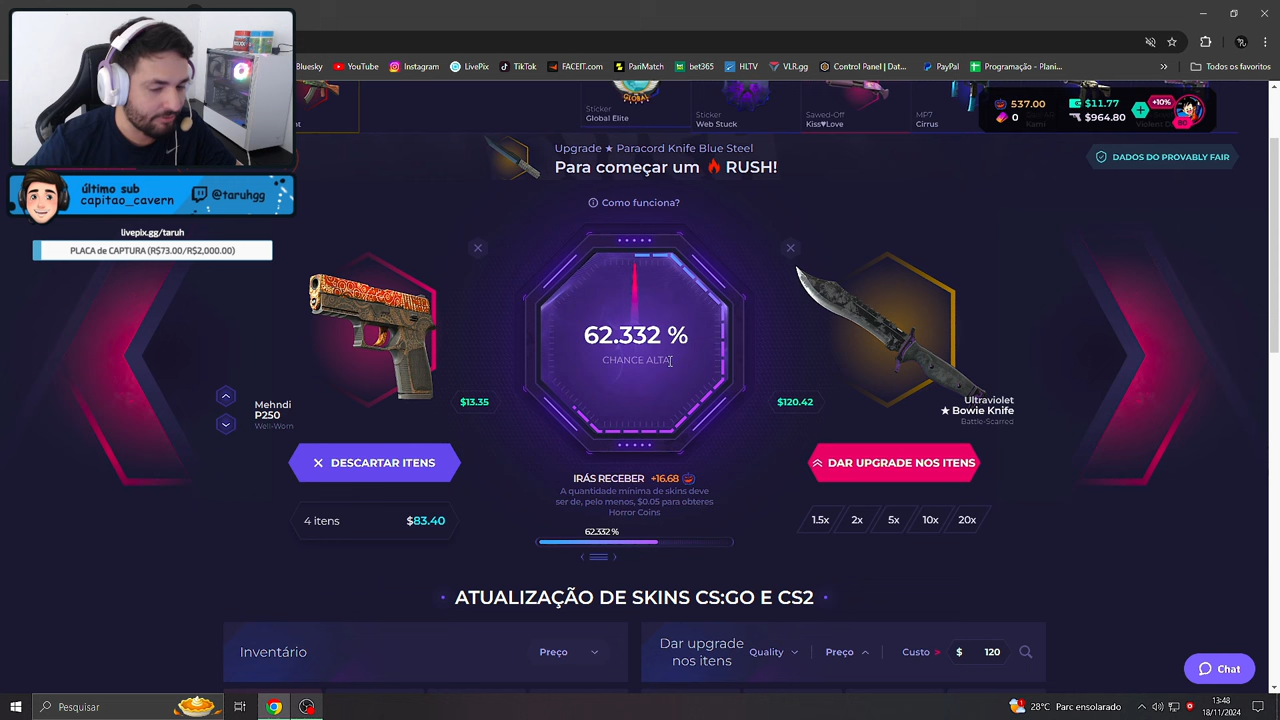 Bluesky
YouTube
Instagram
LivePix
TikTok
FACEIT.com
PariMatch
bet365
HLTV
VLRgg
Control Panel | Dat...
PayPal
Programação - Plani...
»
Todos os favoritos
Sticker
Global Elite
Sticker
Web Stuck
Sawed-Off
Kiss♥Love
MP7
Cirrus
537.00
$11.77
+10%
0
$964.80
Upgrade ★ Paracord Knife Blue Steel
Para começar um 🔥 RUSH!
DADOS DO PROVABLY FAIR
Como funciona?
último sub
capitao_cavern
@taruhgg
livepix.gg/taruh
PLACA de CAPTURA (R$73.00/R$2,000.00)
62.332 %
CHANCE ALTA
Mehndi
P250
Well-Worn
$13.35
$120.42
Ultraviolet
★ Bowie Knife
Battle-Scarred
DESCARTAR ITENS
DAR UPGRADE NOS ITENS
IRÁS RECEBER +16.68
A quantidade mínima de skins deve
ser de, pelo menos, $0.05 para obteres
Horror Coins
4 itens
$83.40
1.5x
2x
5x
10x
20x
62.332 %
ATUALIZAÇÃO DE SKINS CS:GO E CS2
Inventário
Preço
Dar upgrade
nos itens
Quality
Preço
Custo >
$ 120
Chat
Pesquisar
28°C Parc ensolarado
13:48
18/11/2024